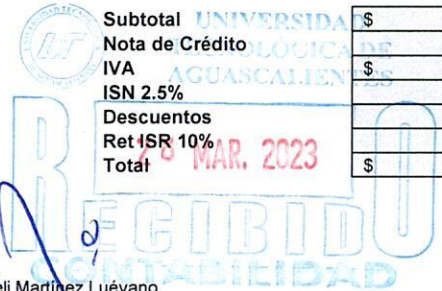 UNIVERSIDAD
TECNOLÓGICA DE
AGUASCALIENTES
Subtotal $
Nota de Crédito
IVA $
ISN 2.5%
Descuentos
Ret ISR 10%
Total $
28 MAR. 2023
RECIBIDO
CONTABILIDAD
eli Martínez Luévano